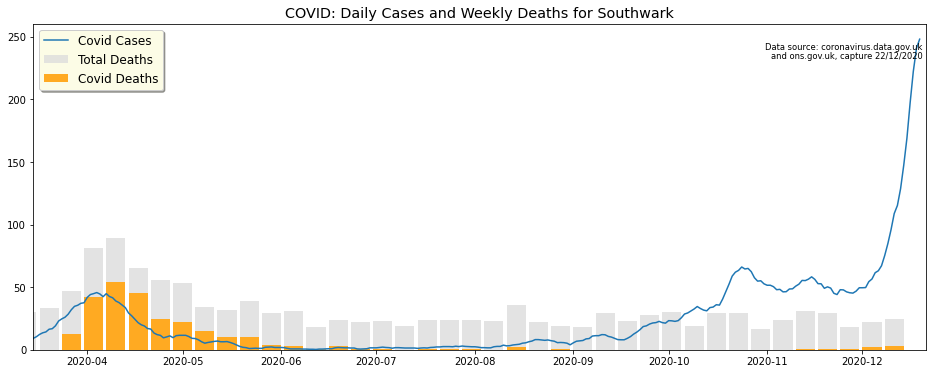 COVID: Daily Cases and Weekly Deaths for Southwark
250
200
150
100
50
0
Covid Cases
Total Deaths
Covid Deaths
Data source: coronavirus.data.gov.uk
and ons.gov.uk, capture 22/12/2020
2020-04
2020-05
2020-06
2020-07
2020-08
2020-09
2020-10
2020-11
2020-12